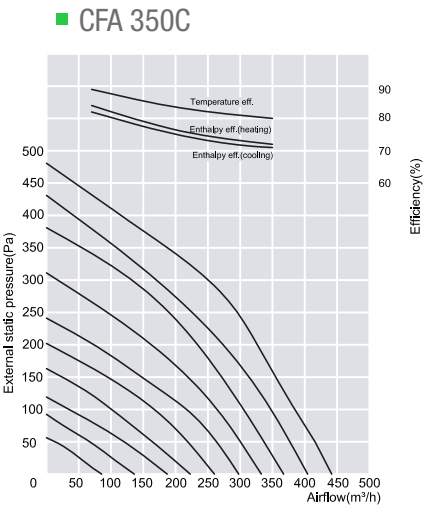 CFA 350C
Temperature eff.
Enthalpy eff.(heating)
Enthalpy eff.(cooling)
90
80
70
60
Efficiency(%)
500
450
400
350
300
250
200
150
100
50
External static pressure(Pa)
0 50 100 150 200 250 300 350 400 450 500
Airflow(m³/h)